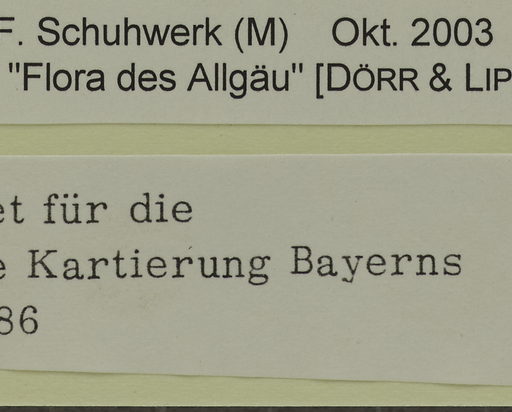 F. Schuhwerk (M) Okt. 2003
"Flora des Allgäu" [DÖRR & LIP
et für die
e Kartierung Bayerns
86